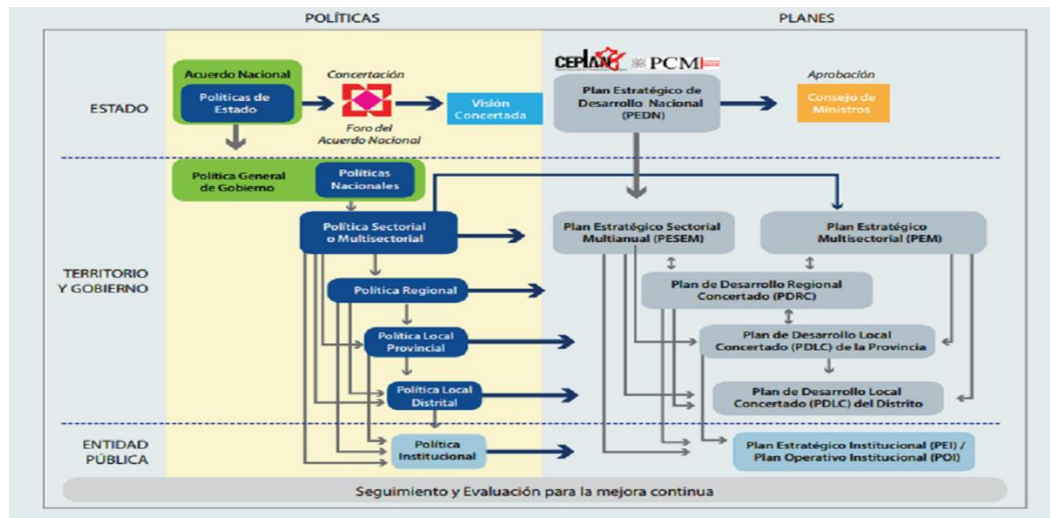 POLÍTICAS
PLANES
ESTADO
Acuerdo Nacional
Políticas de
Estado
Concertación
Foro del
Acuerdo Nacional
Visión
Concertada
CEPLAN
PCM
Plan Estratégico de
Desarrollo Nacional
(PEDN)
Aprobación
Consejo de
Ministros
TERRITORIO
Y GOBIERNO
Política General
de Gobierno
Políticas
Nacionales
Política Sectorial
o Multisectorial
Plan Estratégico Sectorial
Multianual (PESEM)
Plan Estratégico
Multisectorial (PEM)
Política Regional
Plan de Desarrollo Regional
Concertado (PDRC)
Política Local
Provincial
Plan de Desarrollo Local
Concertado (PDLC) de la Provincia
Política Local
Distrital
Plan de Desarrollo Local
Concertado (PDLC) del Distrito
ENTIDAD
PÚBLICA
Política
Institucional
Plan Estratégico Institucional (PEI) /
Plan Operativo Institucional (POI)
Seguimiento y Evaluación para la mejora continua